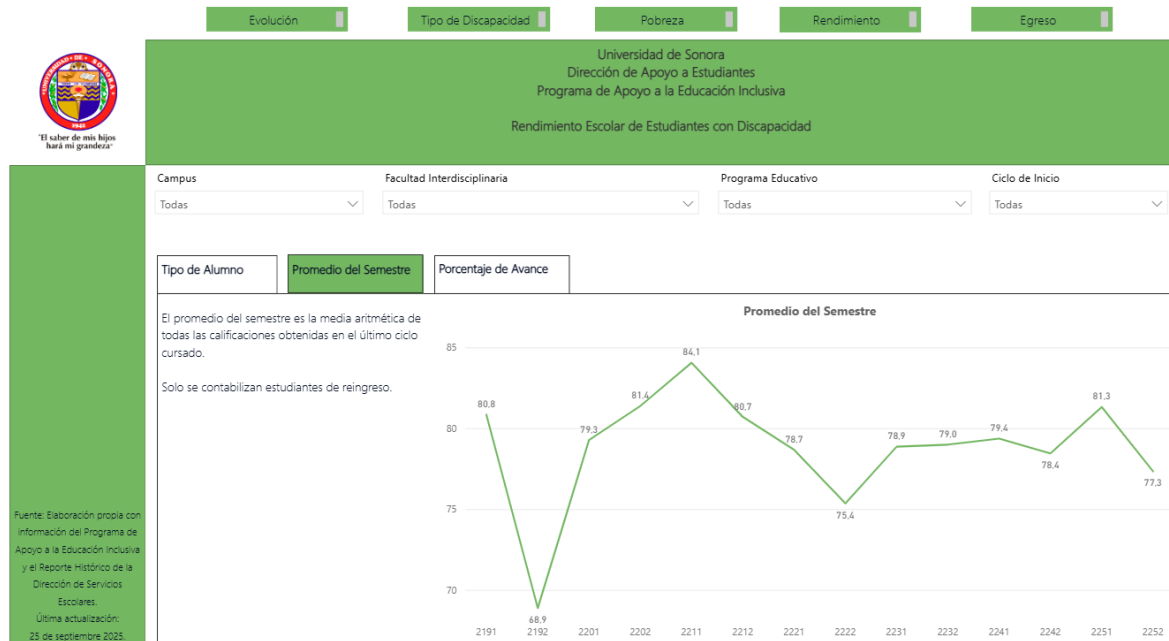 Evolución
Tipo de Discapacidad
Pobreza
Rendimiento
Egreso
"El saber de mis hijos
hará mi grandeza"
Universidad de Sonora
Dirección de Apoyo a Estudiantes
Programa de Apoyo a la Educación Inclusiva
Rendimiento Escolar de Estudiantes con Discapacidad
Campus
Todas
Facultad Interdisciplinaria
Todas
Programa Educativo
Todas
Ciclo de Inicio
Todas
Tipo de Alumno
Promedio del Semestre
Porcentaje de Avance
El promedio del semestre es la media aritmética de
todas las calificaciones obtenidas en el último ciclo
cursado.
Solo se contabilizan estudiantes de reingreso.
Promedio del Semestre
85
80
75
70
80,8
68,9
79,3
81,4
84,1
80,7
78,7
75,4
78,9
79,0
79,4
78,4
81,3
77,3
2191 2192 2201 2202 2211 2212 2221 2222 2231 2232 2241 2242 2251 2252
Fuente: Elaboración propia con
información del Programa de
Apoyo a la Educación Inclusiva
y el Reporte Histórico de la
Dirección de Servicios
Escolares.
Última actualización:
25 de septiembre 2025.